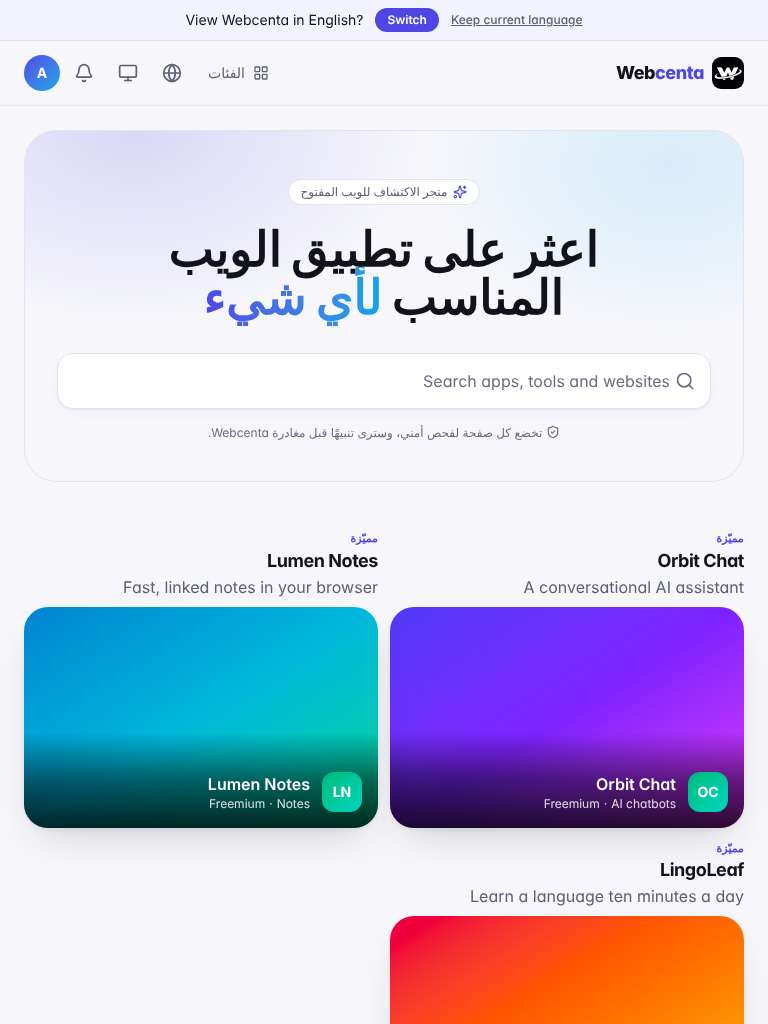 View Webcenta in English? Switch Keep current language
Webcenta
الفئات
A
متجر الاكتشاف للويب المفتوح
اعثر على تطبيق الويب
المناسب لأي شيء
Search apps, tools and websites
تخضع كل صفحة لفحص أمني، وسترى تنبيهًا قبل مغادرة Webcenta.
مميّزة
Orbit Chat
A conversational AI assistant
OC
Orbit Chat
Freemium · AI chatbots
مميّزة
Lumen Notes
Fast, linked notes in your browser
LN
Lumen Notes
Freemium · Notes
مميّزة
LingoLeaf
Learn a language ten minutes a day